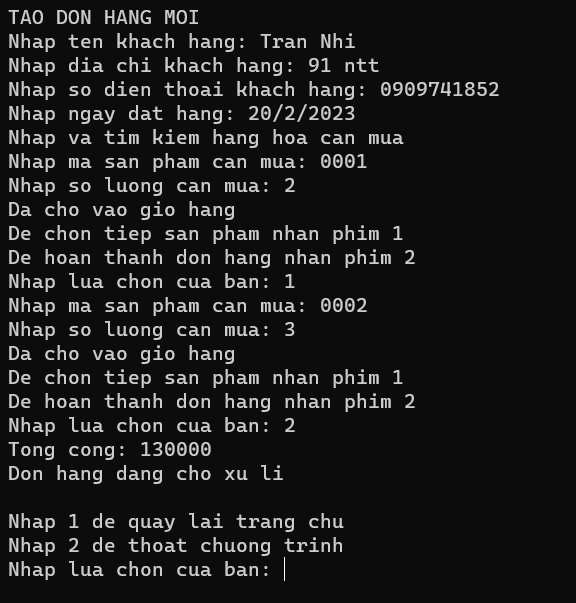 TAO DON HANG MOI
Nhap ten khach hang: Tran Nhi
Nhap dia chi khach hang: 91 ntt
Nhap so dien thoai khach hang: 0909741852
Nhap ngay dat hang: 20/2/2023
Nhap va tim kiem hang hoa can mua
Nhap ma san pham can mua: 0001
Nhap so luong can mua: 2
Da cho vao gio hang
De chon tiep san pham nhan phim 1
De hoan thanh don hang nhan phim 2
Nhap lua chon cua ban: 1
Nhap ma san pham can mua: 0002
Nhap so luong can mua: 3
Da cho vao gio hang
De chon tiep san pham nhan phim 1
De hoan thanh don hang nhan phim 2
Nhap lua chon cua ban: 2
Tong cong: 130000
Don hang dang cho xu li
Nhap 1 de quay lai trang chu
Nhap 2 de thoat chuong trinh
Nhap lua chon cua ban: